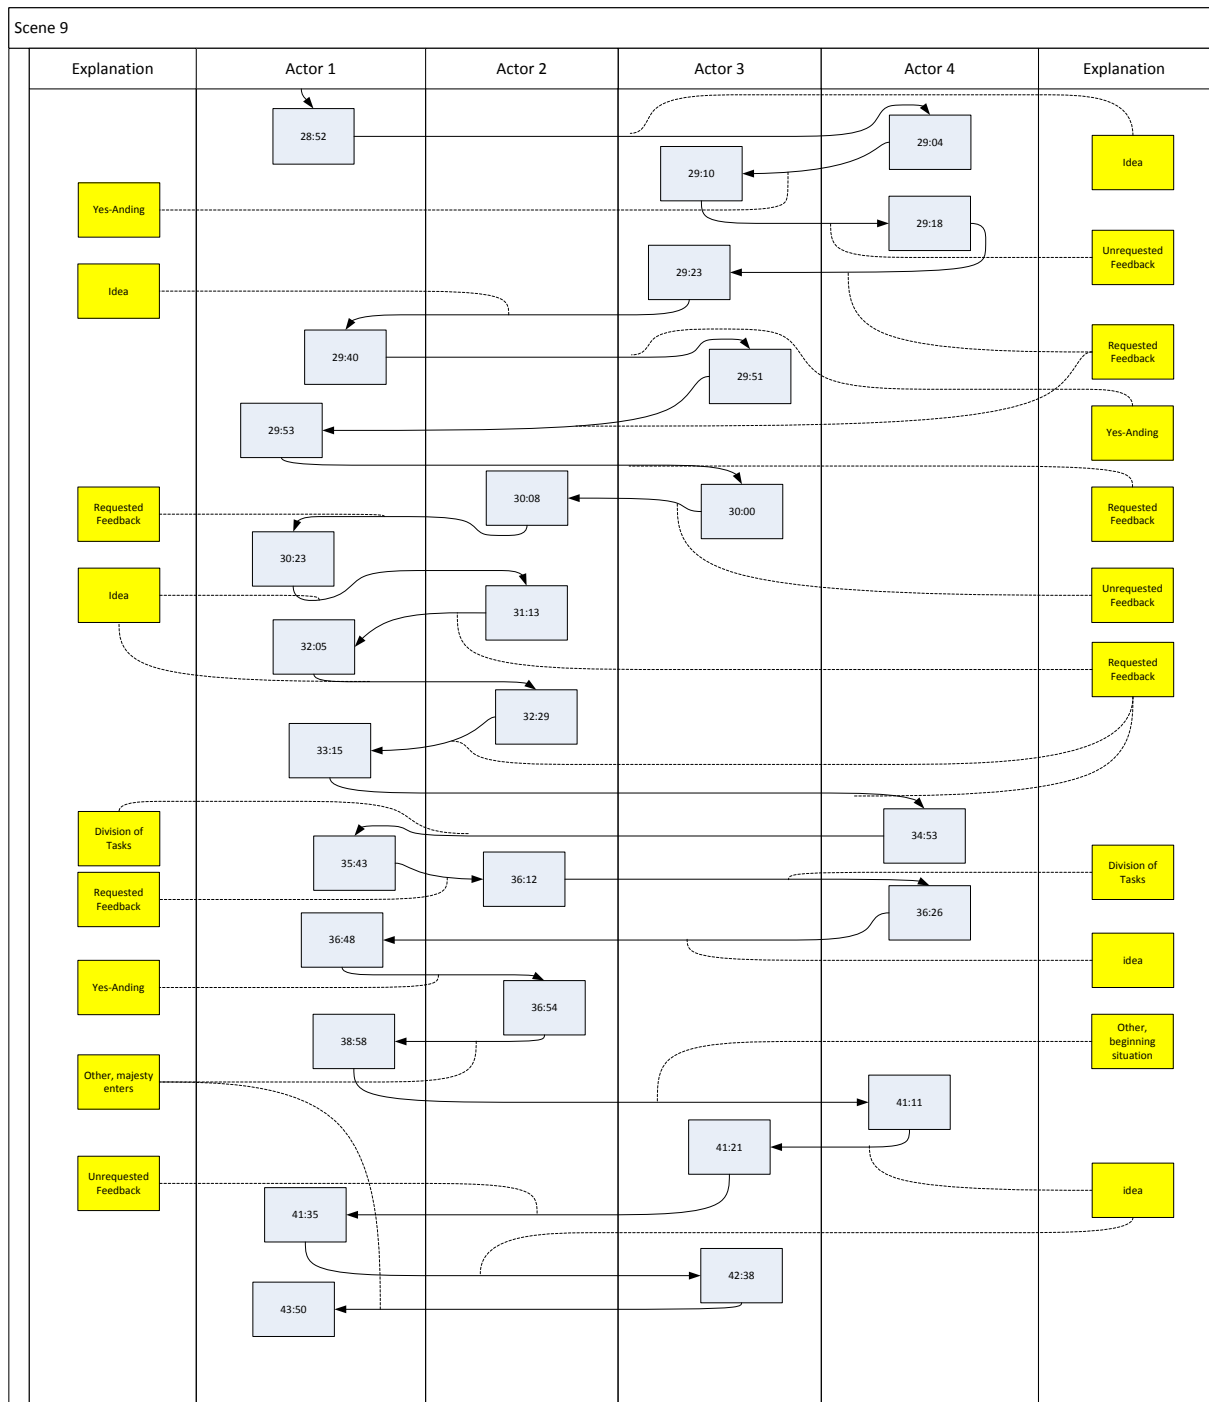 Scene 9
Explanation
Actor 1
Actor 2
Actor 3
Actor 4
Explanation
28:52
29:04
Idea
29:10
Yes-Anding
29:18
Unrequested
Feedback
29:23
Idea
29:40
Requested
Feedback
29:51
29:53
Yes-Anding
30:08
30:00
Requested
Feedback
Requested
Feedback
30:23
Idea
31:13
Unrequested
Feedback
32:05
Requested
Feedback
32:29
33:15
34:53
Division of
Tasks
35:43
36:12
Division of
Tasks
Requested
Feedback
36:26
36:48
idea
Yes-Anding
36:54
38:58
Other,
beginning
situation
Other, majesty
enters
41:11
41:21
Unrequested
Feedback
idea
41:35
42:38
43:50